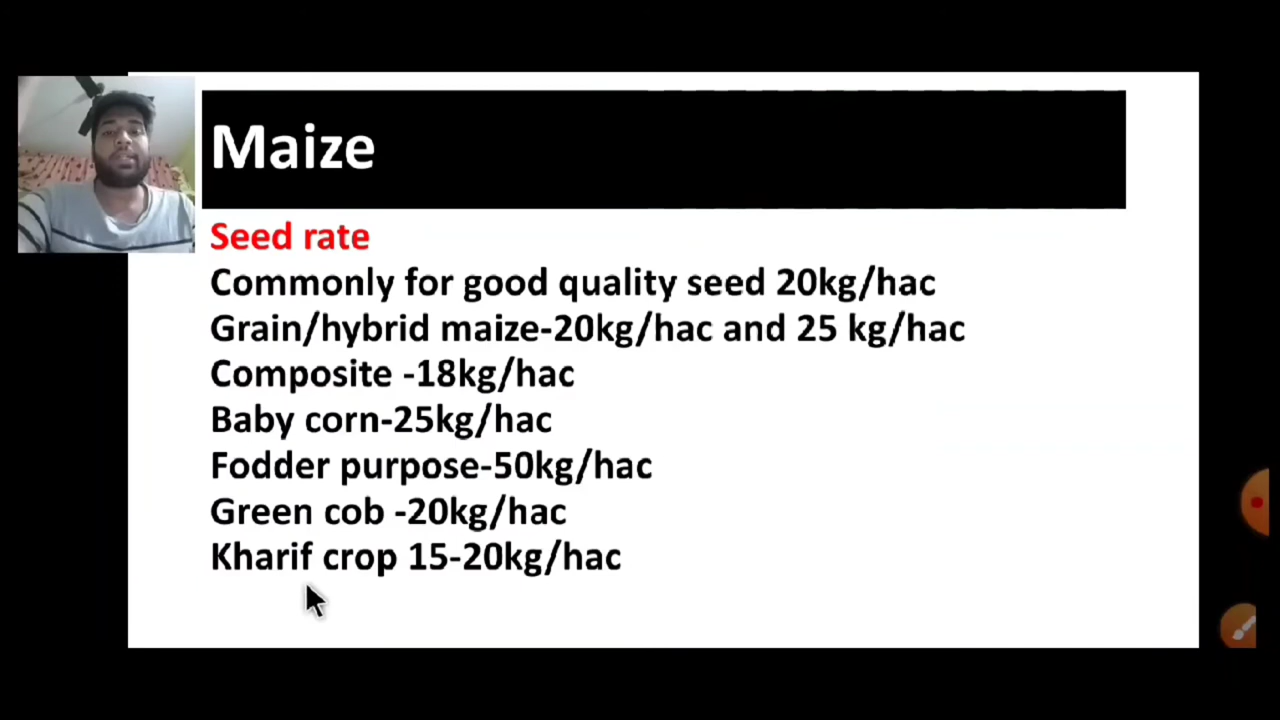 Maize
Seed rate
Commonly for good quality seed 20kg/hac
Grain/hybrid maize-20kg/hac and 25 kg/hac
Composite -18kg/hac
Baby corn-25kg/hac
Fodder purpose-50kg/hac
Green cob -20kg/hac
Kharif crop 15-20kg/hac